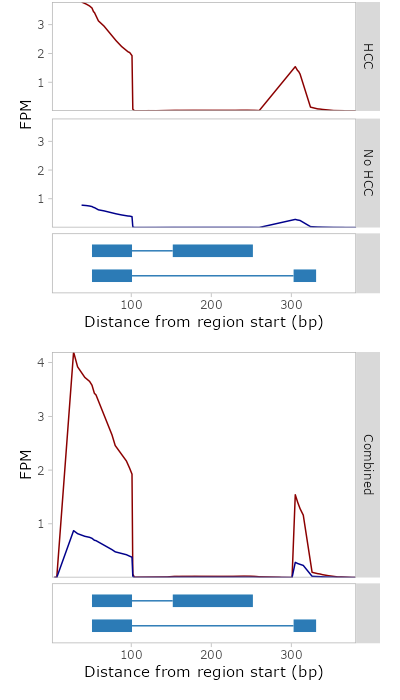 3
2
1
HCC
FPM
3
2
1
No HCC
100 200 300
Distance from region start (bp)
4
3
2
1
FPM
Combined
100 200 300
Distance from region start (bp)